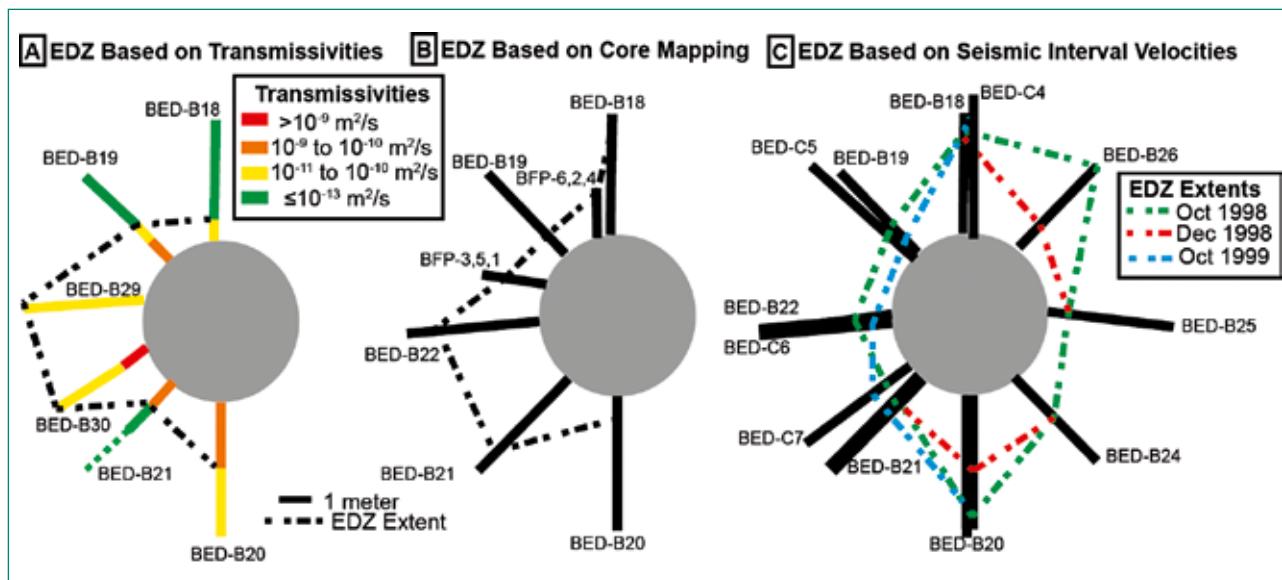 A EDZ Based on Transmissivities
BED-B18
Transmissivities
>10⁻⁹ m²/s
10⁻⁹ to 10⁻¹⁰ m²/s
10⁻¹¹ to 10⁻¹⁰ m²/s
≤10⁻¹³ m²/s
BED-B19
BED-B29
BED-B30
BED-B21
BED-B20
1 meter
EDZ Extent
B EDZ Based on Core Mapping
BED-B18
BED-B19
BFP-6,2,4
BFP-3,5,1
BED-B22
BED-B21
BED-B20
C EDZ Based on Seismic Interval Velocities
BED-C4
BED-B18
BED-C5
BED-B19
BED-B26
EDZ Extents
Oct 1998
Dec 1998
Oct 1999
BED-B22
BED-C6
BED-B25
BED-C7
BED-B21
BED-B24
BED-B20